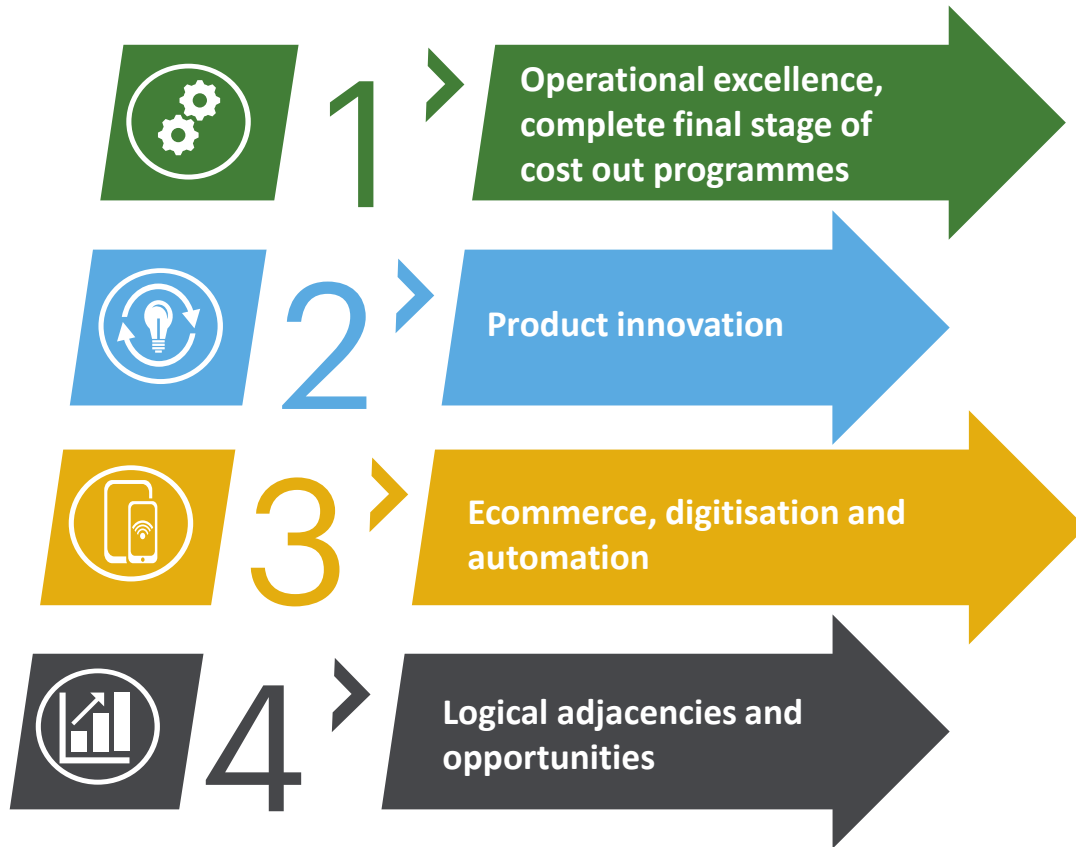 1
Operational excellence,
complete final stage of
cost out programmes
2
Product innovation
3
Ecommerce, digitisation and
automation
4
Logical adjacencies and
opportunities